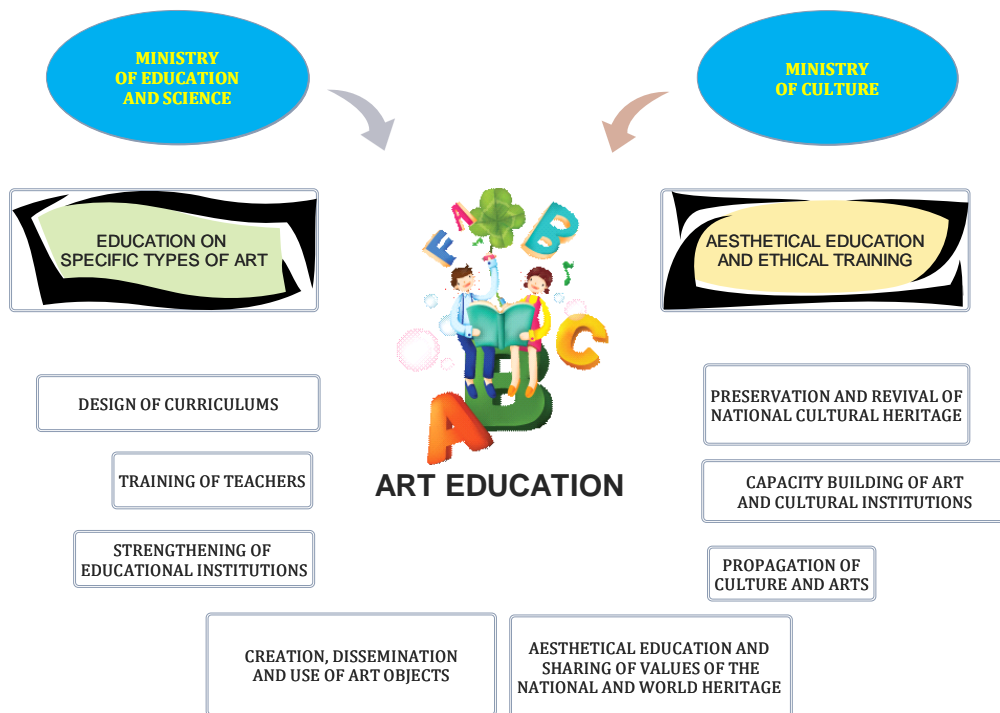 MINISTRY
OF EDUCATION
AND SCIENCE
MINISTRY
OF CULTURE
EDUCATION ON
SPECIFIC TYPES OF ART
AESTHETICAL EDUCATION
AND ETHICAL TRAINING
F
A
B
C
B
A
ART EDUCATION
DESIGN OF CURRICULUMS
TRAINING OF TEACHERS
STRENGTHENING OF
EDUCATIONAL INSTITUTIONS
PRESERVATION AND REVIVAL OF
NATIONAL CULTURAL HERITAGE
CAPACITY BUILDING OF ART
AND CULTURAL INSTITUTIONS
PROPAGATION OF
CULTURE AND ARTS
CREATION, DISSEMINATION
AND USE OF ART OBJECTS
AESTHETICAL EDUCATION AND
SHARING OF VALUES OF THE
NATIONAL AND WORLD HERITAGE